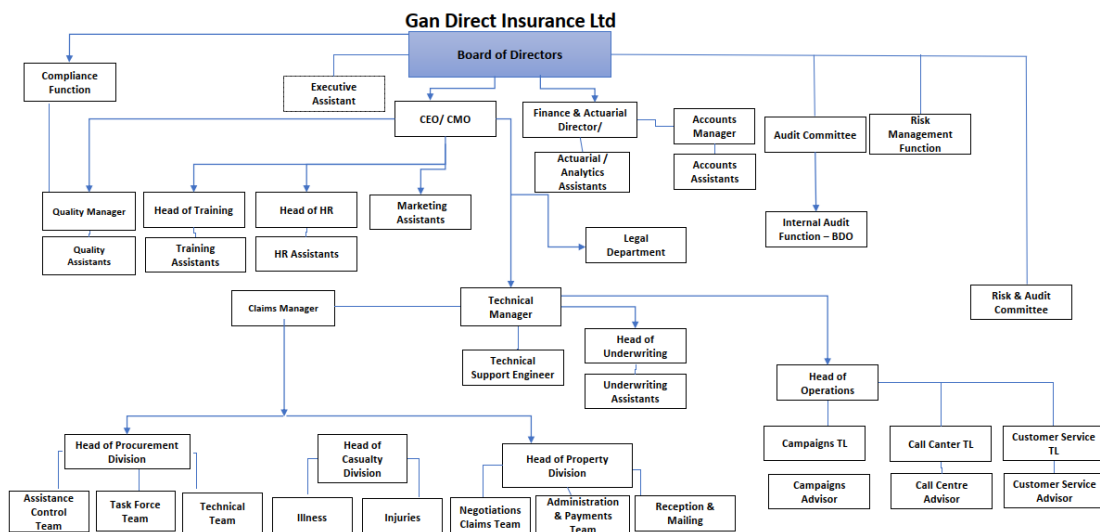 Gan Direct Insurance Ltd
Board of Directors
Compliance
Function
Executive
Assistant
CEO/ CMO
Finance & Actuarial
Director/
Accounts
Manager
Audit Committee
Risk
Management
Function
Actuarial /
Analytics
Assistants
Accounts
Assistants
Quality Manager
Head of Training
Head of HR
Marketing
Assistants
Internal Audit
Function – BDO
Quality
Assistants
Training
Assistants
HR Assistants
Legal
Department
Claims Manager
Technical
Manager
Risk & Audit
Committee
Head of
Underwriting
Technical
Support Engineer
Underwriting
Assistants
Head of
Operations
Head of Procurement
Division
Head of
Casualty
Division
Head of Property
Division
Campaigns TL
Call Canter TL
Customer Service
TL
Assistance
Control
Team
Task Force
Team
Technical
Team
Illness
Injuries
Negotiations
Claims Team
Administration
& Payments
Team
Reception &
Mailing
Campaigns
Advisor
Call Centre
Advisor
Customer Service
Advisor